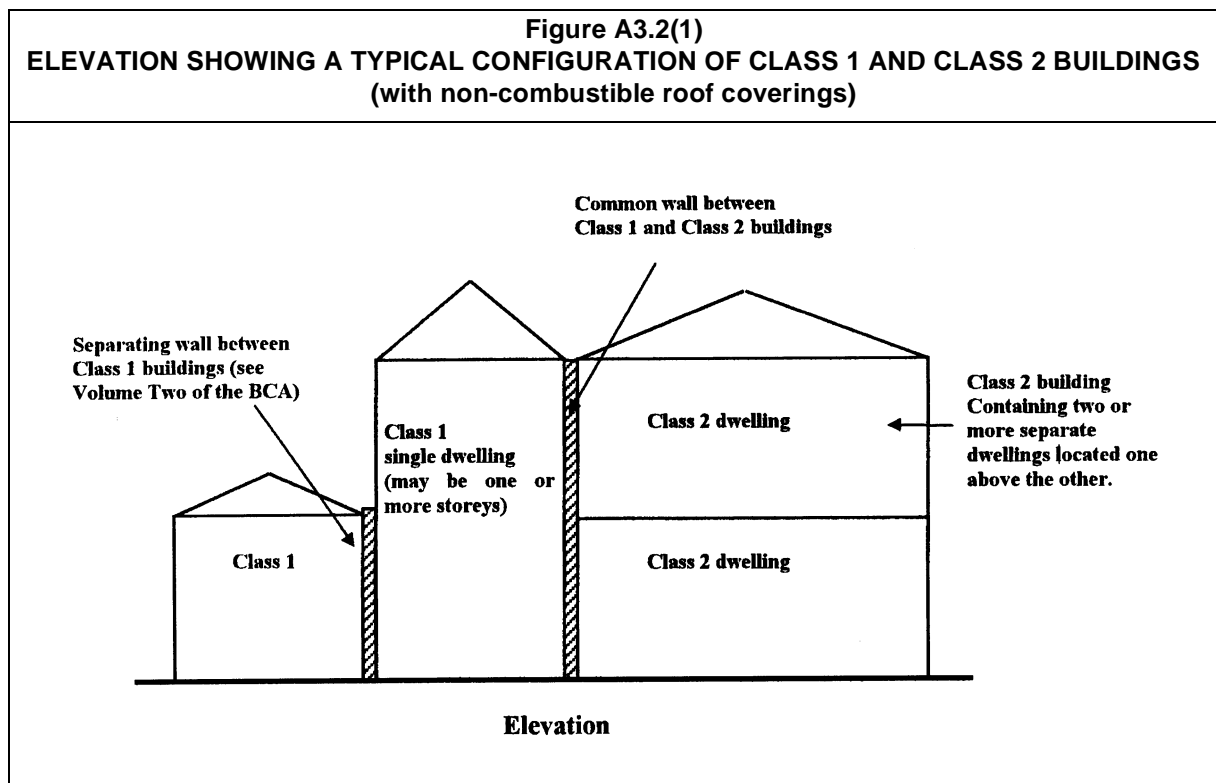 Figure A3.2(1)
ELEVATION SHOWING A TYPICAL CONFIGURATION OF CLASS 1 AND CLASS 2 BUILDINGS
(with non-combustible roof coverings)
Common wall between
Class 1 and Class 2 buildings
Separating wall between
Class 1 buildings (see
Volume Two of the BCA)
Class 1
single dwelling
(may be one or
more storeys)
Class 2 dwelling
Class 2 building
Containing two or
more separate
dwellings located one
above the other.
Class 1
Class 2 dwelling
Elevation